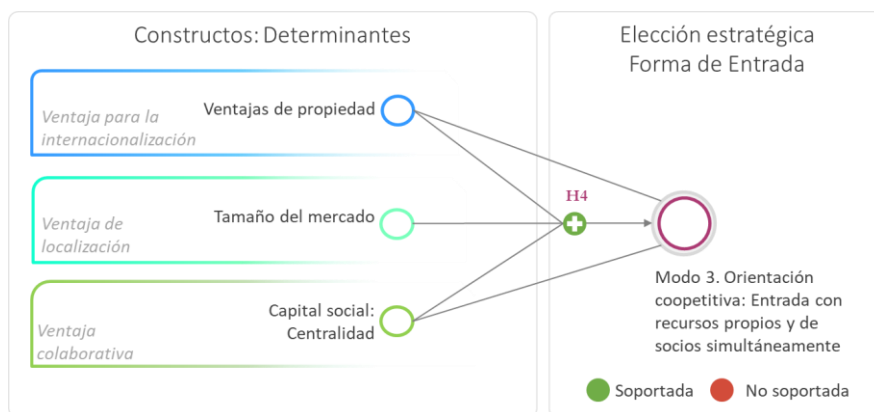 Constructos: Determinantes
Elección estratégica
Forma de Entrada
Ventaja para la
internacionalización
Ventajas de propiedad
H4
Ventaja de
localización
Tamaño del mercado
Modo 3. Orientación
coopetitiva: Entrada con
recursos propios y de
socios simultáneamente
Ventaja
colaborativa
Capital social:
Centralidad
Soportada
No soportada